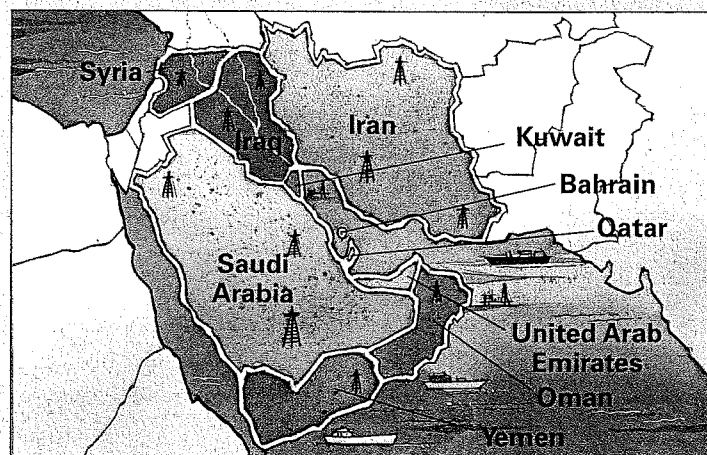 Syria
Iraq
Iran
Kuwait
Bahrain
Qatar
Saudi
Arabia
United Arab
Emirates
Oman
Yemen